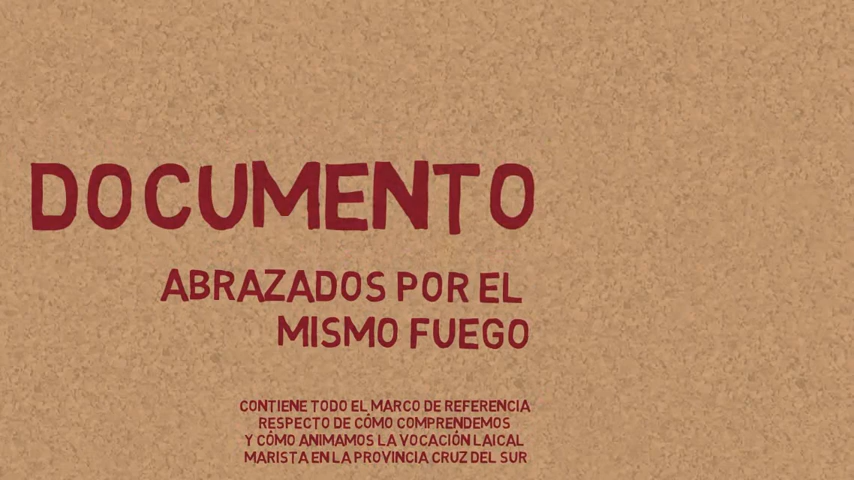 DOCUMENTO
ABRAZADOS POR EL
MISMO FUEGO
CONTIENE TODO EL MARCO DE REFERENCIA
RESPECTO DE CÓMO COMPRENDEMOS
Y CÓMO ANIMAMOS LA VOCACIÓN LAICAL
MARISTA EN LA PROVINCIA CRUZ DEL SUR